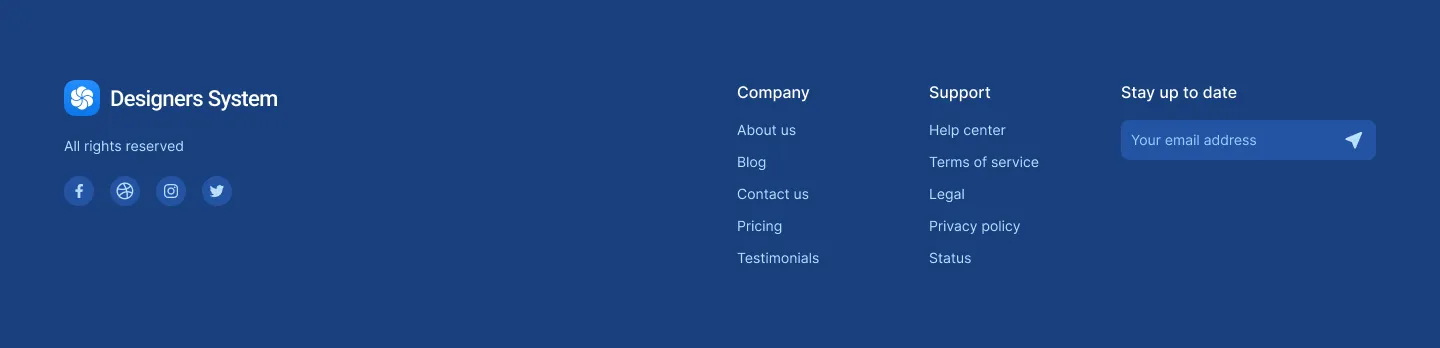 Designers System
All rights reserved
Company
About us
Blog
Contact us
Pricing
Testimonials
Support
Help center
Terms of service
Legal
Privacy policy
Status
Stay up to date
Your email address